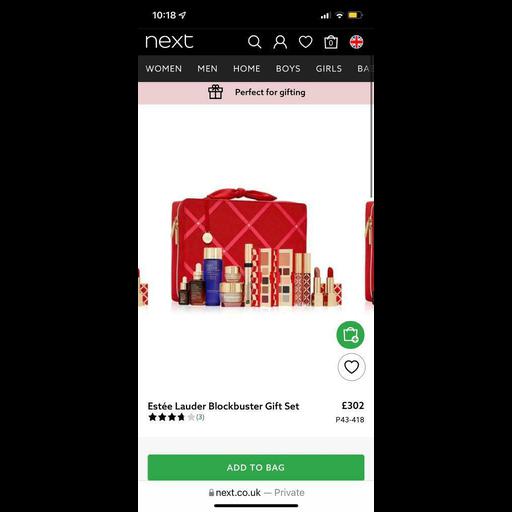 10:18
next
0
WOMEN MEN HOME BOYS GIRLS BA
Perfect for gifting
Estée Lauder Blockbuster Gift Set £302
(3) P43-418
ADD TO BAG
next.co.uk — Private